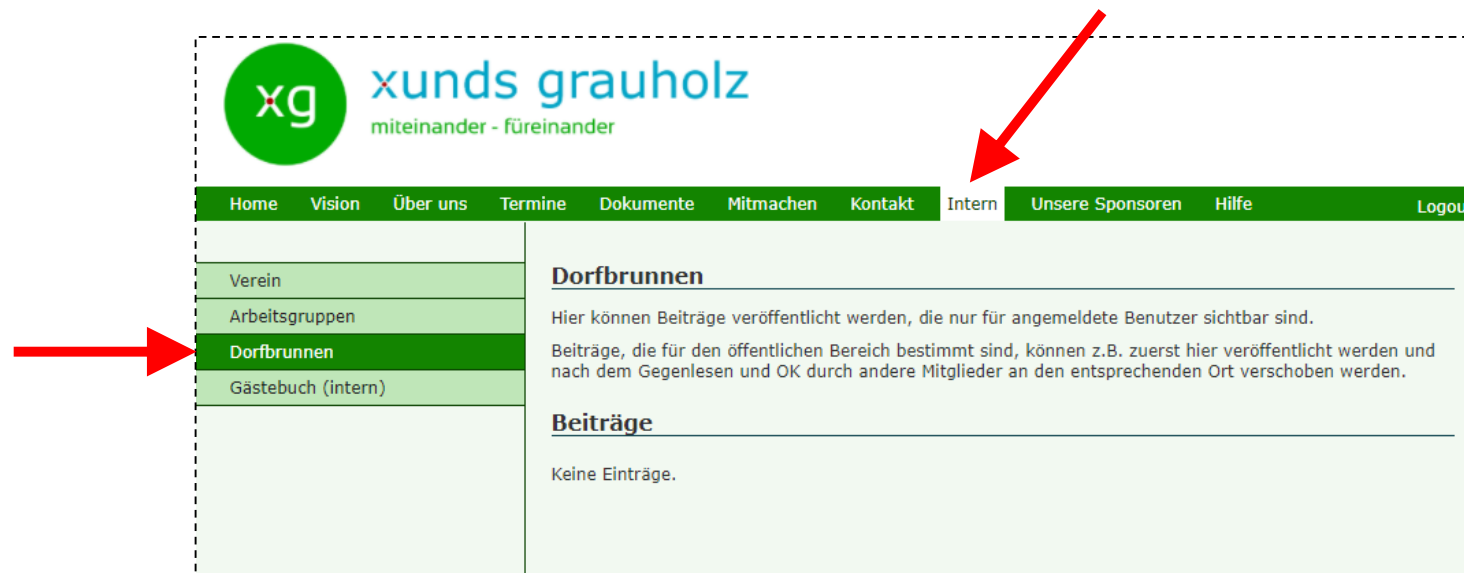 xg
xunds grauholz
miteinander - füreinander
Home Vision Über uns Termine Dokumente Mitmachen Kontakt Intern Unsere Sponsoren Hilfe Logou
Verein
Arbeitsgruppen
Dorfbrunnen
Gästebuch (intern)
Dorfbrunnen
Hier können Beiträge veröffentlicht werden, die nur für angemeldete Benutzer sichtbar sind.
Beiträge, die für den öffentlichen Bereich bestimmt sind, können z.B. zuerst hier veröffentlicht werden und
nach dem Gegenlesen und OK durch andere Mitglieder an den entsprechenden Ort verschoben werden.
Beiträge
Keine Einträge.